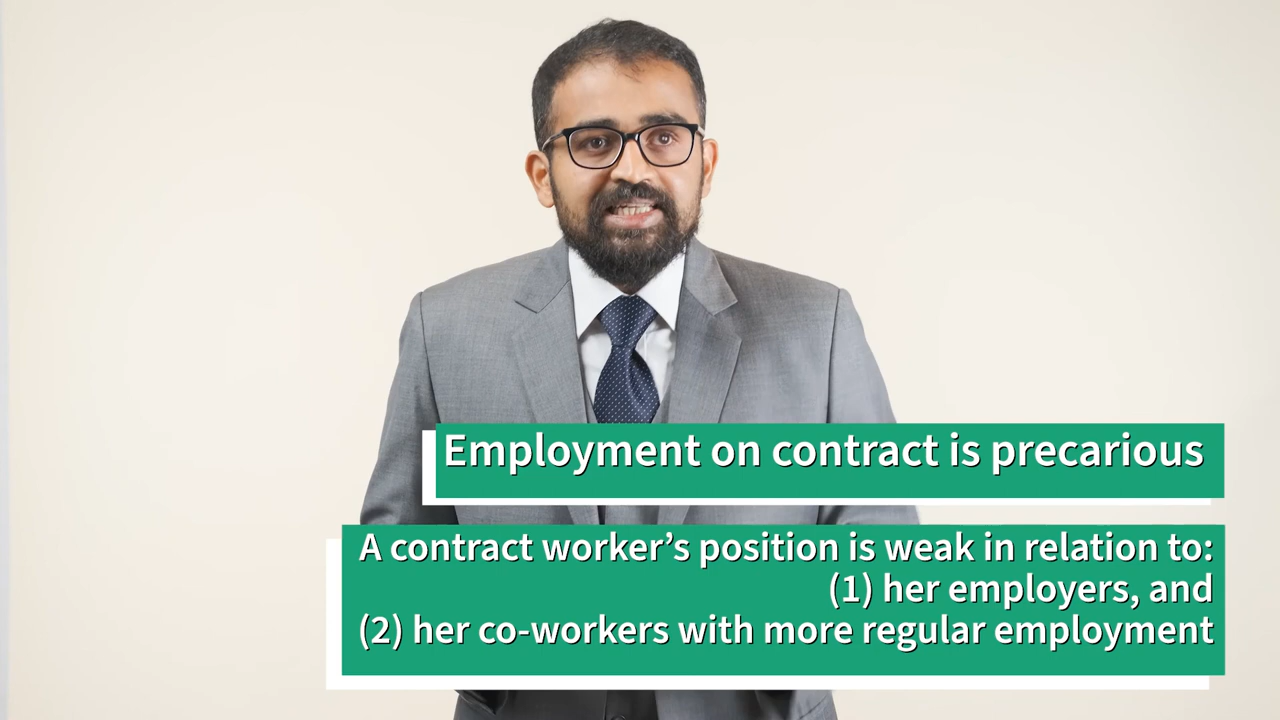 Employment on contract is precarious
A contract worker’s position is weak in relation to:
(1) her employers, and
(2) her co-workers with more regular employment